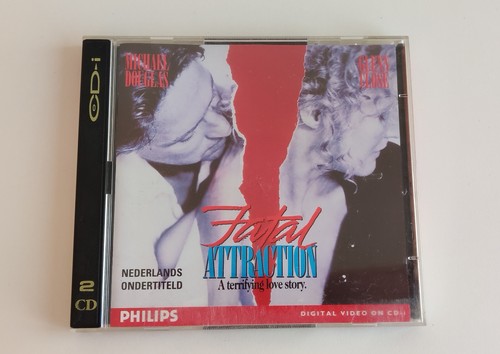 CD-i
MICHAEL
DOUGLAS
GLENN
CLOSE
Fatal
ATTRACTION
A terrifying love story.
NEDERLANDS
ONDERTITELD
2
CD
PHILIPS
DIGITAL VIDEO ON CD-i